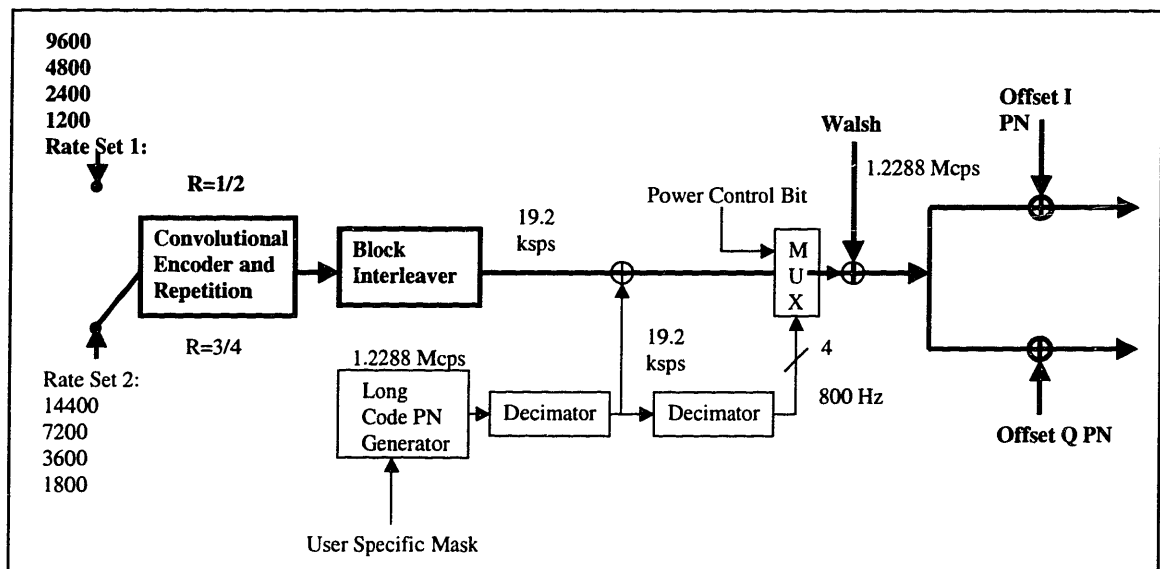 9600
4800
2400
1200
Rate Set 1:
R=1/2
Convolutional
Encoder and
Repetition
R=3/4
Rate Set 2:
14400
7200
3600
1800
Block
Interleaver
19.2
ksps
1.2288 Mcps
Long
Code PN
Generator
User Specific Mask
Decimator
19.2
ksps
Decimator
Power Control Bit
M
U
X
4
800 Hz
Walsh
1.2288 Mcps
Offset I
PN
Offset Q PN